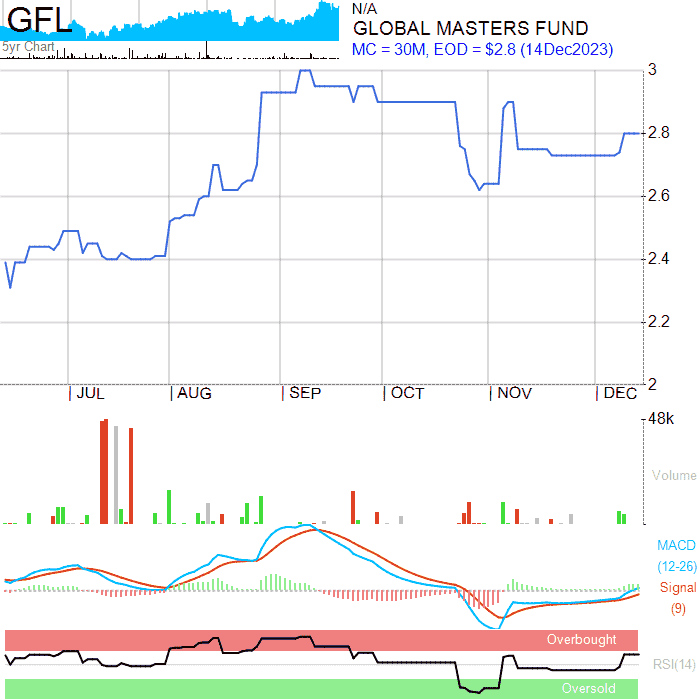 GFL
5yr Chart
N/A
GLOBAL MASTERS FUND
MC = 30M, EOD = $2.8 (14Dec2023)
3
2.8
2.6
2.4
2.2
2
JUL AUG SEP OCT NOV DEC
48k
Volume
MACD
(12-26)
Signal
(9)
Overbought
RSI(14)
Oversold